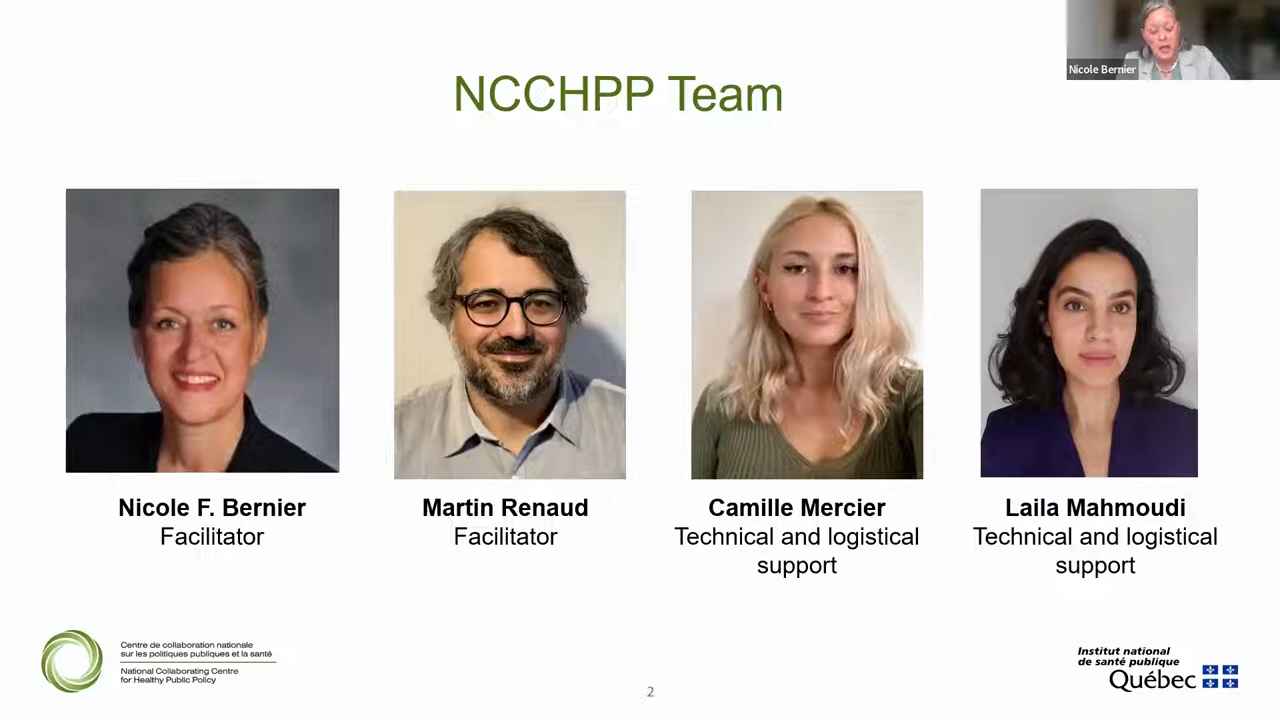 Nicole Bernier
NCCHPP Team
Nicole F. Bernier
Facilitator
Martin Renaud
Facilitator
Camille Mercier
Technical and logistical
support
Laila Mahmoudi
Technical and logistical
support
Centre de collaboration nationale
sur les politiques publiques et la santé
National Collaborating Centre
for Healthy Public Policy
2
Institut national
de santé publique
Québec